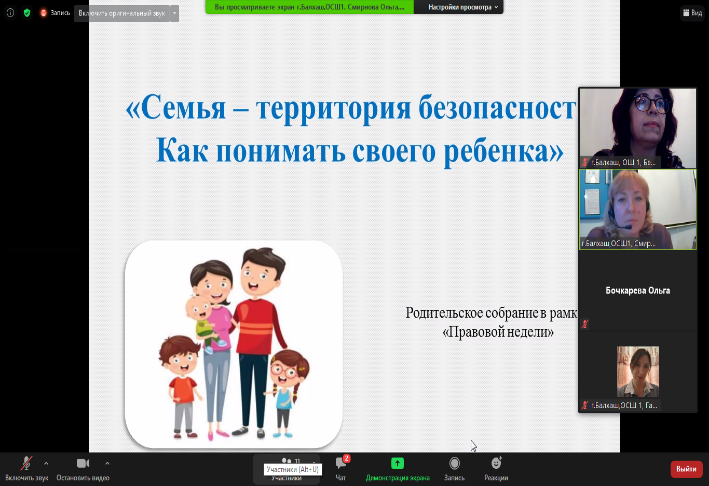 Запись
Включить оригинальный звук
Вы просматриваете экран г.Балхаш,ОСШ1. Смирнова Ольга...
Настройки просмотра
Вид
«Семья – территория безопасност
Как понимать своего ребенка»
Родительское собрание в рамк
«Правовой недели»
г.Балхаш, ОШ 1, Бо...
г.Балхаш,ОСШ1, Смир...
Бочкарева Ольга
г.Балхаш,ОСШ 1, Га...
Включить звук
Остановить видео
11
Участники (Alt+U)
Участники
2
Чат
Демонстрация экрана
Запись
Реакции
Выйти